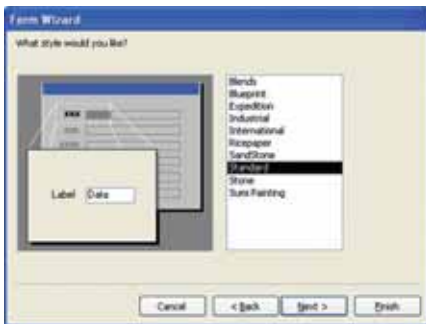 Form Wizard
What style would you like?
Label
Data
Blends
Blueprint
Expedition
Industrial
International
Ricepaper
SandStone
Standard
Stone
Sumi Painting
Cancel
< Back
Next >
Finish